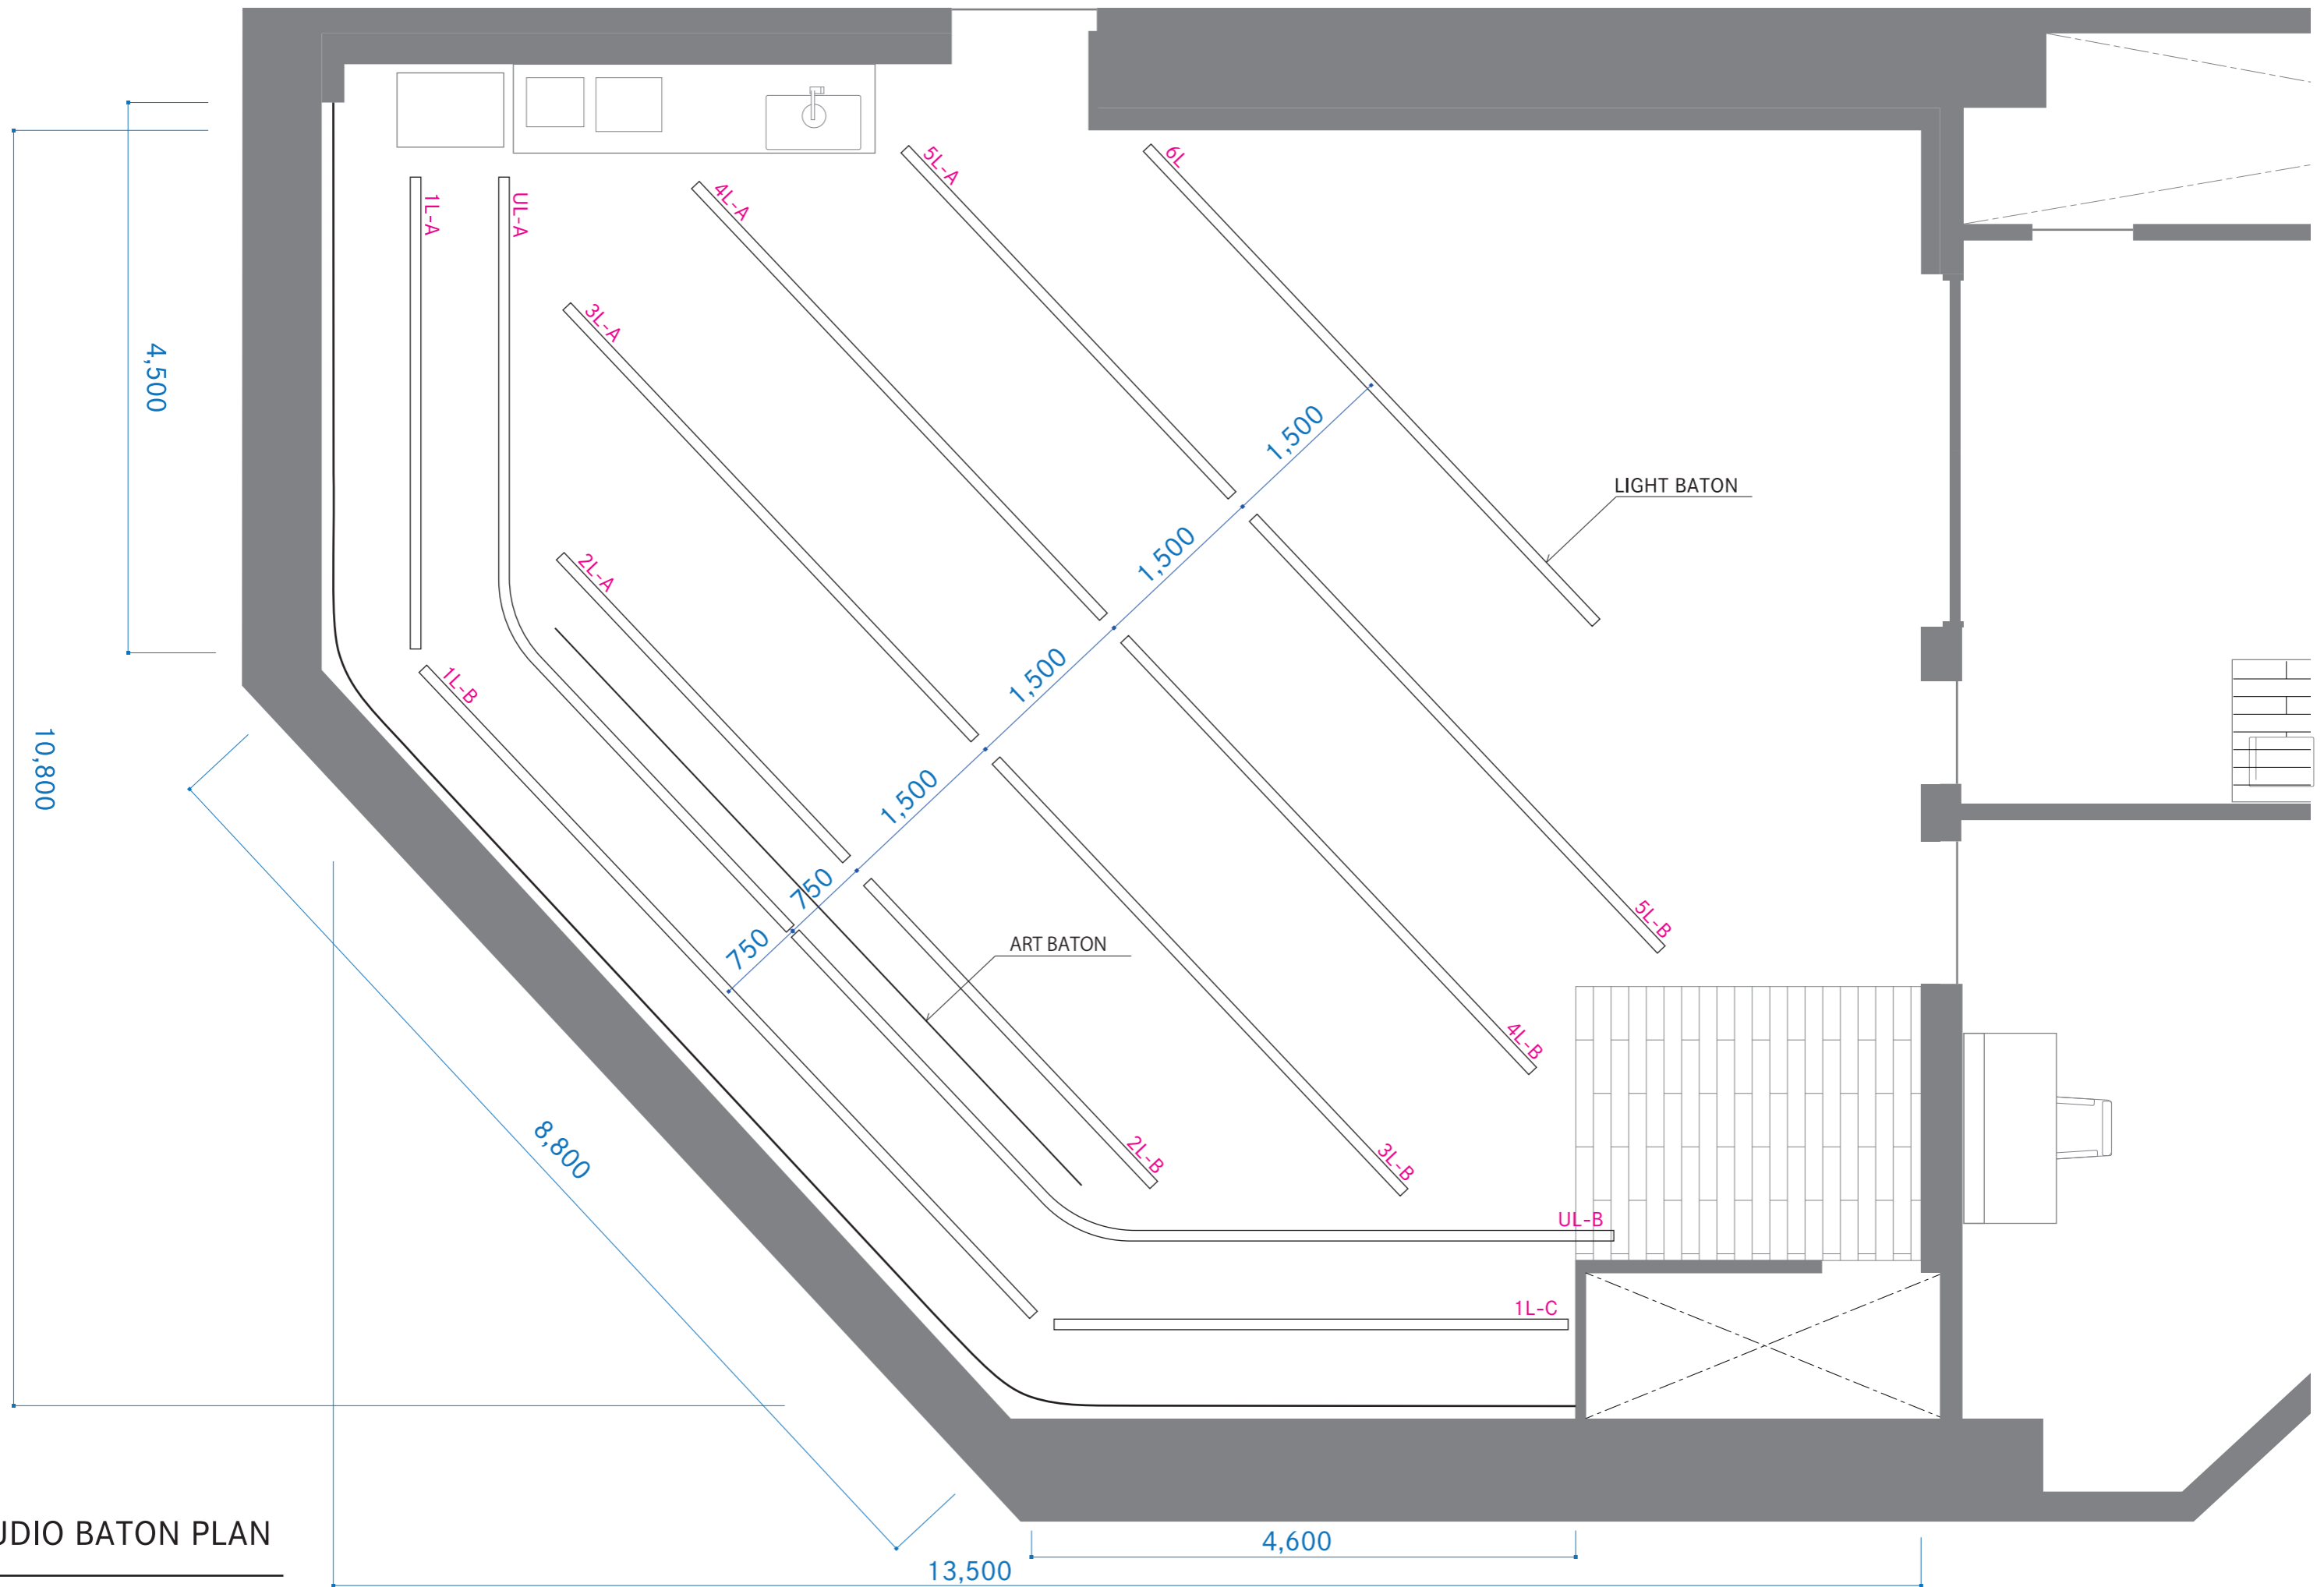 5L-A
6L
4L-A
1L-A
UL-A
3L-A
4,500
1,500
LIGHT BATON
1,500
2L-A
1,500
1L-B
10,800
1,500
750
5L-B
750
ART BATON
4L-B
8,800
2L-B
3L-B
UL-B
1L-C
UDIO BATON PLAN
4,600
13,500